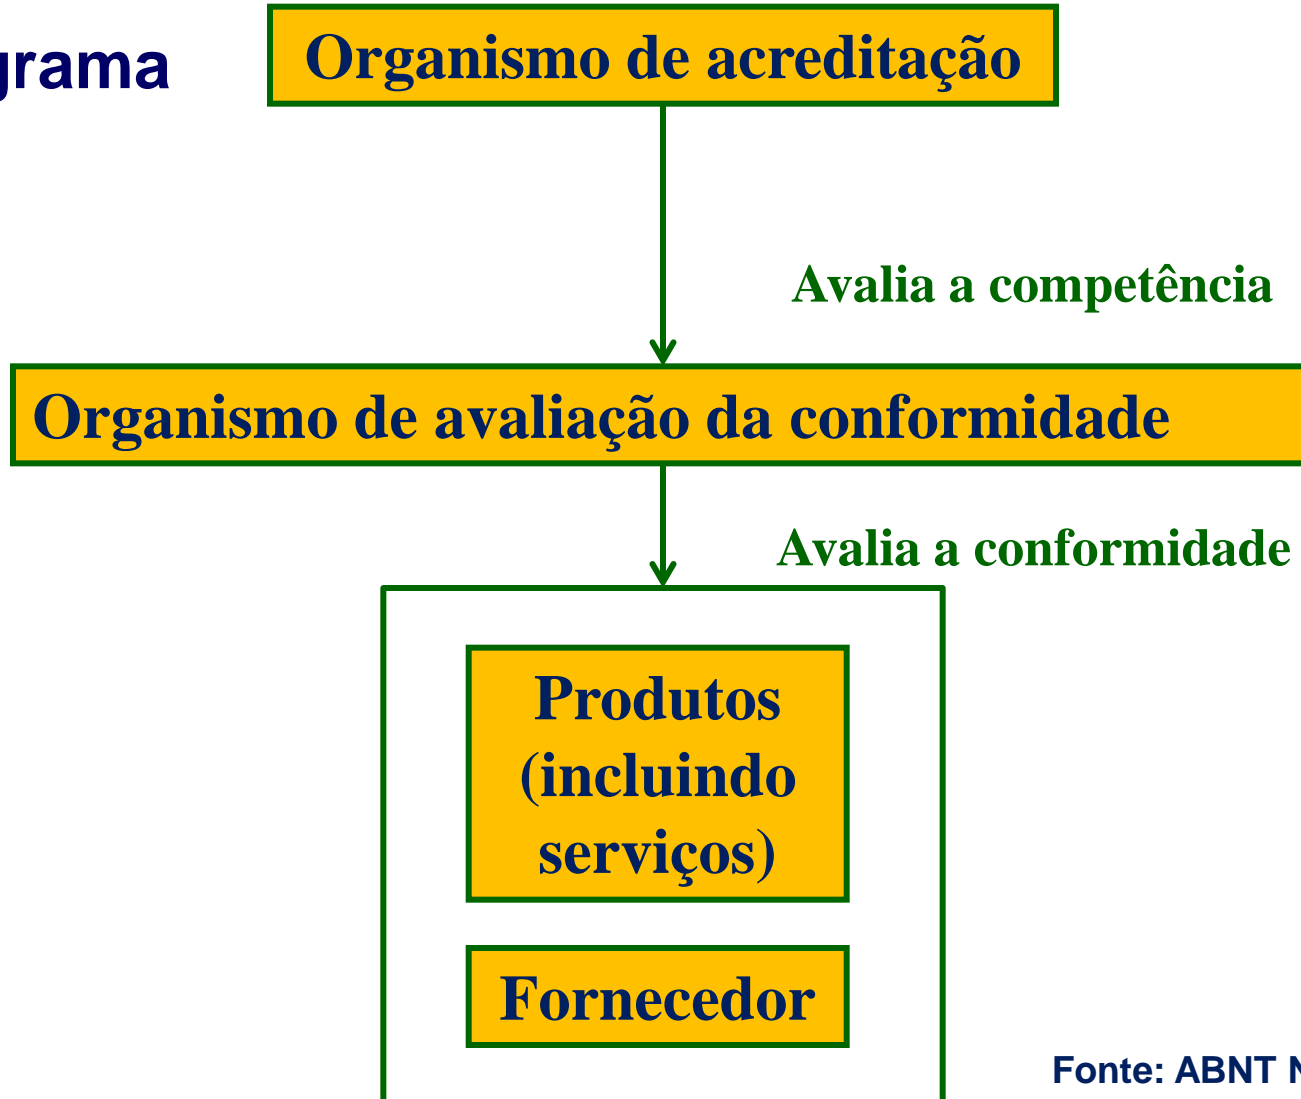 grama
Organismo de acreditação
Avalia a competência
Organismo de avaliação da conformidade
Avalia a conformidade
Produtos
(incluindo
serviços)
Fornecedor
Fonte: ABNT N